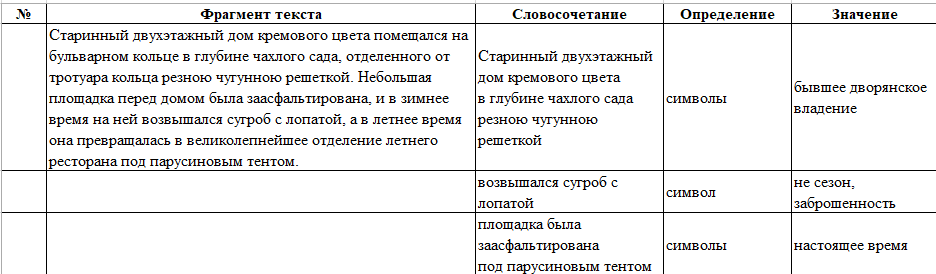 № Фрагмент текста Словосочетание Определение Значение
Старинный двухэтажный дом кремового цвета помещался на
бульварном кольце в глубине чахлого сада, отделенного от
тротуара кольца резною чугунною решеткой. Небольшая
площадка перед домом была заасфальтирована, и в зимнее
время на ней возвышался сугроб с лопатой, а в летнее время
она превращалась в великолепнейшее отделение летнего
ресторана под парусиновым тентом.
Старинный двухэтажный
дом кремового цвета
в глубине чахлого сада
резною чугунною
решеткой
символы
бывшее дворянское
владение
возвышался сугроб с
лопатой
символ
не сезон,
заброшенность
площадка была
заасфальтирована
под парусиновым тентом
символы
настоящее время